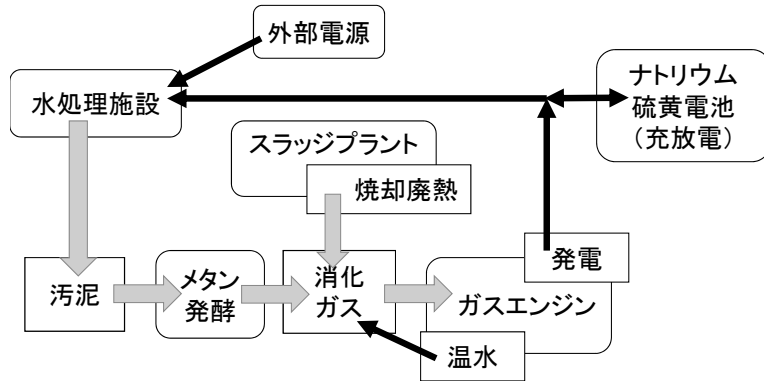 外部電源
水処理施設
ナトリウム
硫黄電池
（充放電）
スラッジプラント
焼却廃熱
発電
汚泥
メタン
発酵
消化
ガス
ガスエンジン
温水